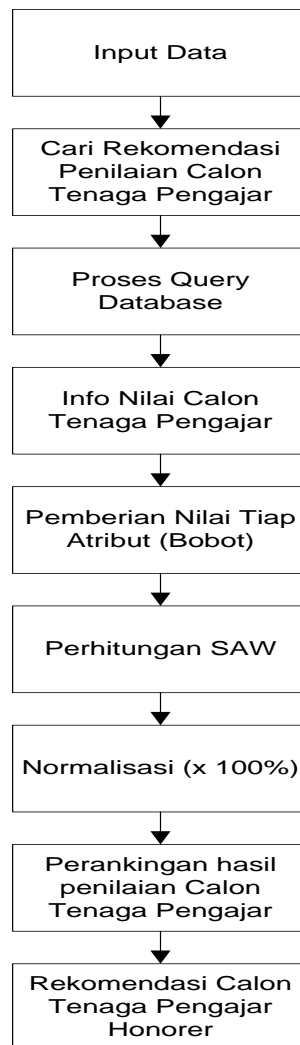 Input Data
Cari Rekomendasi
Penilaian Calon
Tenaga Pengajar
Proses Query
Database
Info Nilai Calon
Tenaga Pengajar
Pemberian Nilai Tiap
Atribut (Bobot)
Perhitungan SAW
Normalisasi (x 100%)
Perankingan hasil
penilaian Calon
Tenaga Pengajar
Rekomendasi Calon
Tenaga Pengajar
Honorer